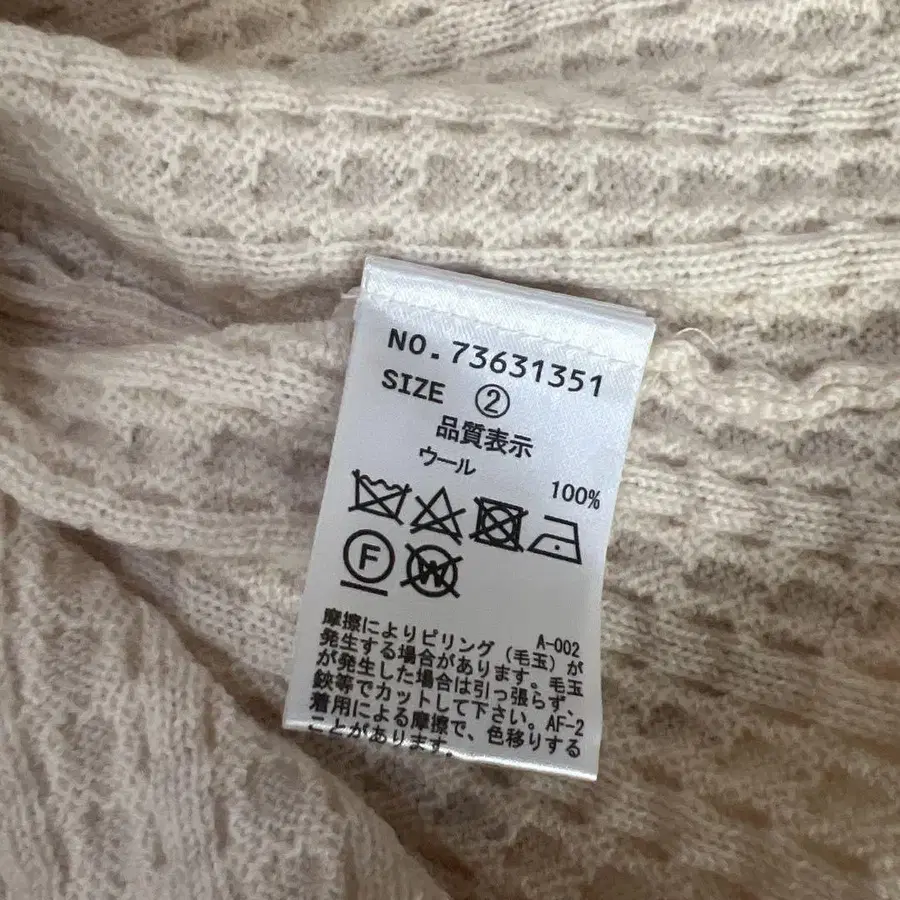 NO.73631351
SIZE ②
品質表示
ウール
100%
F W
摩擦によりピリング A-002
発生する場合があります。(毛玉)が
が発生した場合は引っ張らず、毛玉
鋏等でカットして下さい。AF-2
着用による摩擦で、色移りする
ことがあります。